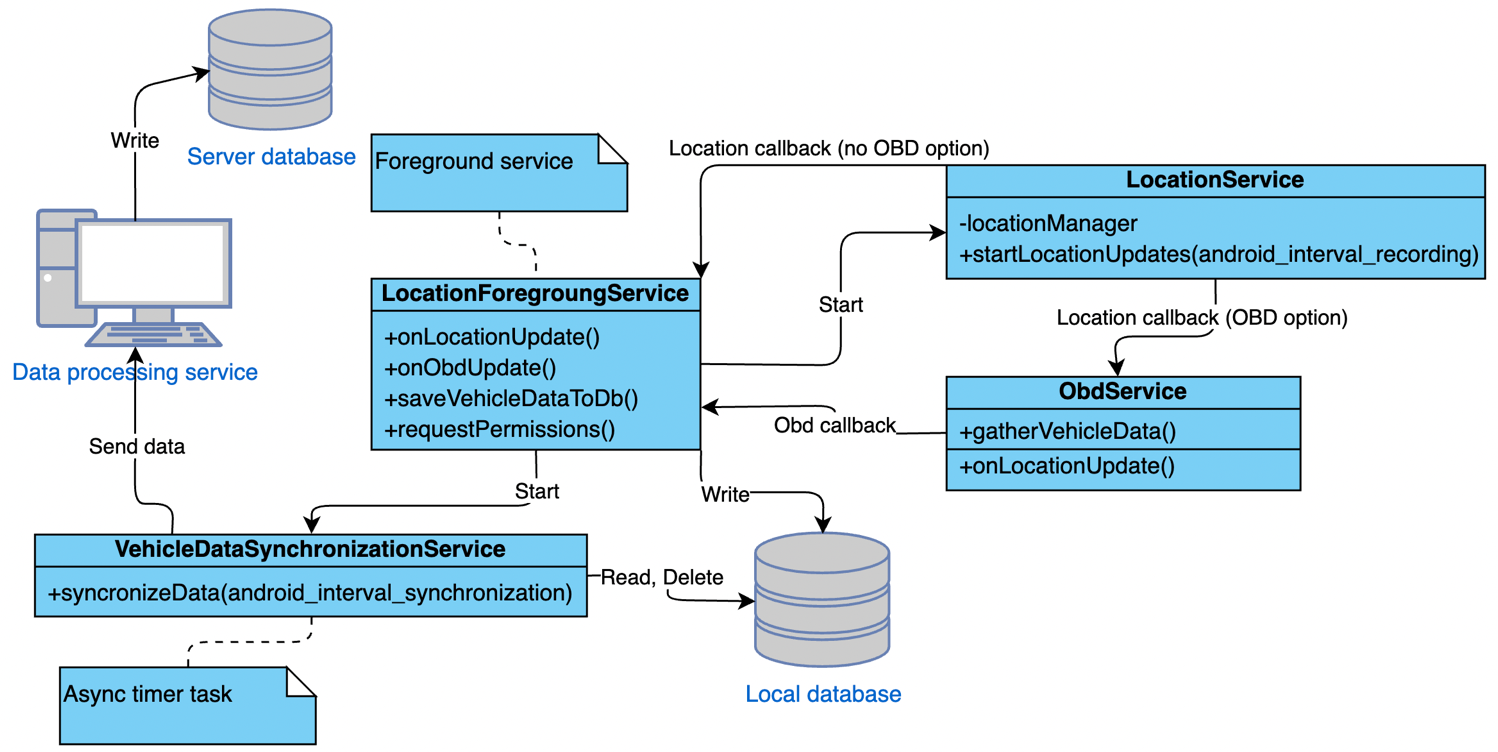 Write
Server database
Foreground service
Location callback (no OBD option)
LocationService
-locationManager
+startLocationUpdates(android_interval_recording)
Start
LocationForegroungService
+onLocationUpdate()
+onObdUpdate()
+saveVehicleDataToDb()
+requestPermissions()
Location callback (OBD option)
Data processing service
ObdService
+gatherVehicleData()
+onLocationUpdate()
Obd callback
Send data
Start
Write
VehicleDataSynchronizationService
+syncronizeData(android_interval_synchronization)
Read, Delete
Async timer task
Local database